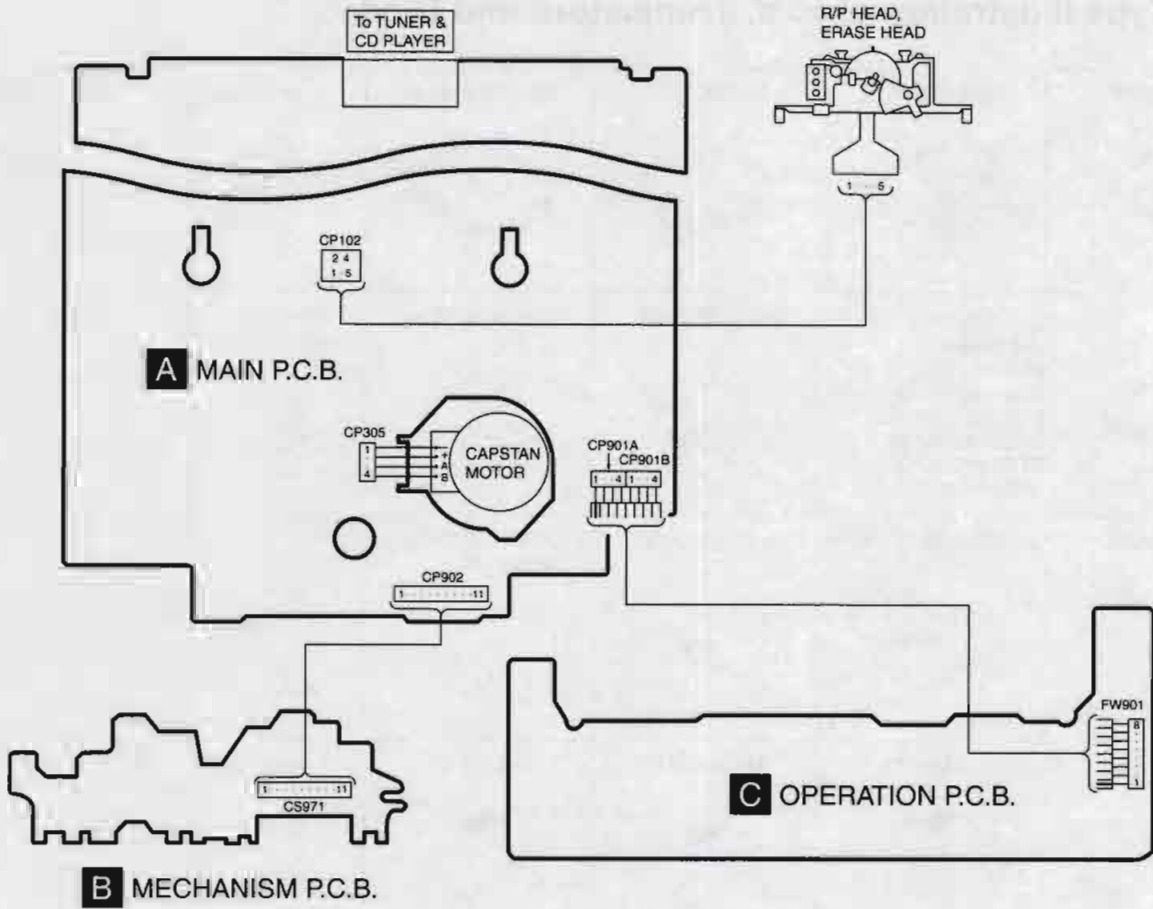 ype
To TUNER &
CD PLAYER
R/P HEAD,
ERASE HEAD
1 · · · 5
CP102
2 4
1 5
A MAIN P.C.B.
CP305
1
4
-
+
A
B
CAPSTAN
MOTOR
CP901A
CP901B
1 · · 4 1 · · 4
CP902
1 · · · · · · · · · 11
FW901
8
1
1 · · · · · · · · · 11
CS971
C OPERATION P.C.B.
B MECHANISM P.C.B.